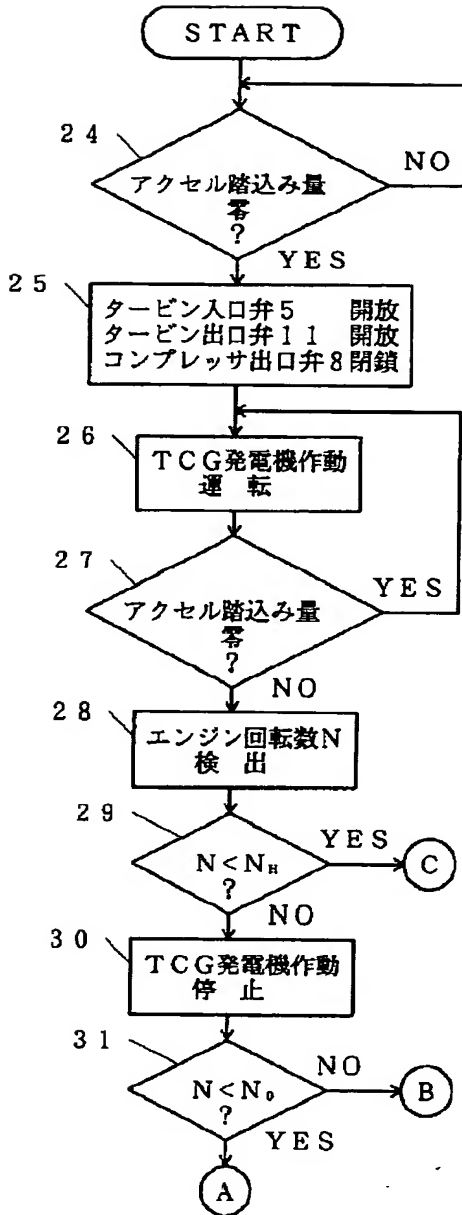 START
24
アクセル踏込み量
零
?
NO
YES
25
タービン入口弁5 開放
タービン出口弁11 開放
コンプレッサ出口弁8閉鎖
26
TCG発電機作動
運転
27
アクセル踏込み量
零
?
YES
NO
28
エンジン回転数N
検出
29
N<N_H
?
YES
C
NO
30
TCG発電機作動
停止
31
N<N₀
?
NO
B
YES
A